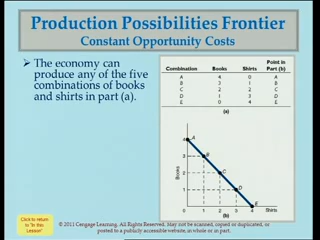 Production Possibilities Frontier
Constant Opportunity Costs
➢ The economy can
produce any of the five
combinations of books
and shirts in part (a).
Combination Books Shirts Point in Part (b)
A 4 0 A
B 3 1 B
C 2 2 C
D 1 3 D
E 0 4 E
(a)
Books
4 A
3 B
2 C
1 D
E
0 1 2 3 4 Shirts
(b)
Click to return
to "In this
Lesson"
© 2011 Cengage Learning. All Rights Reserved. May not be scanned, copied or duplicated, or
posted to a publicly accessible website, in whole or in part.